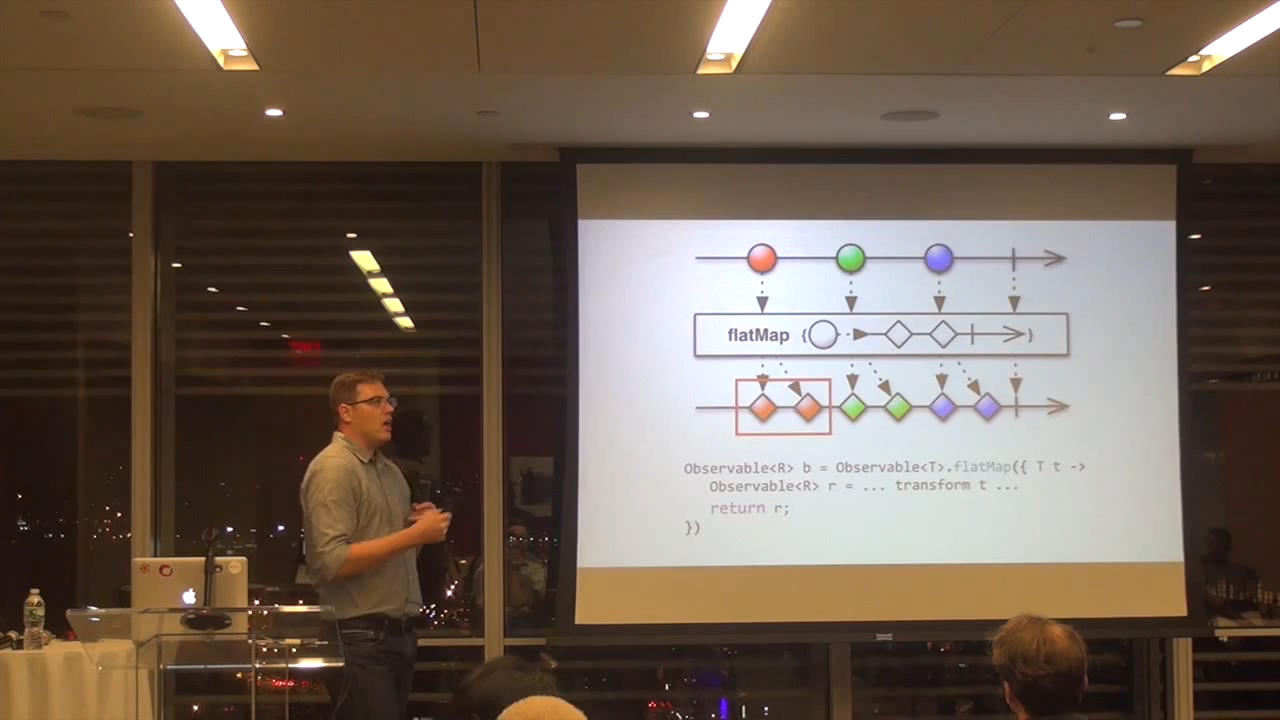 flatMap { }
Observable<R> b = Observable<T>.flatMap({ T t ->
Observable<R> r = ... transform t ...
return r;
})